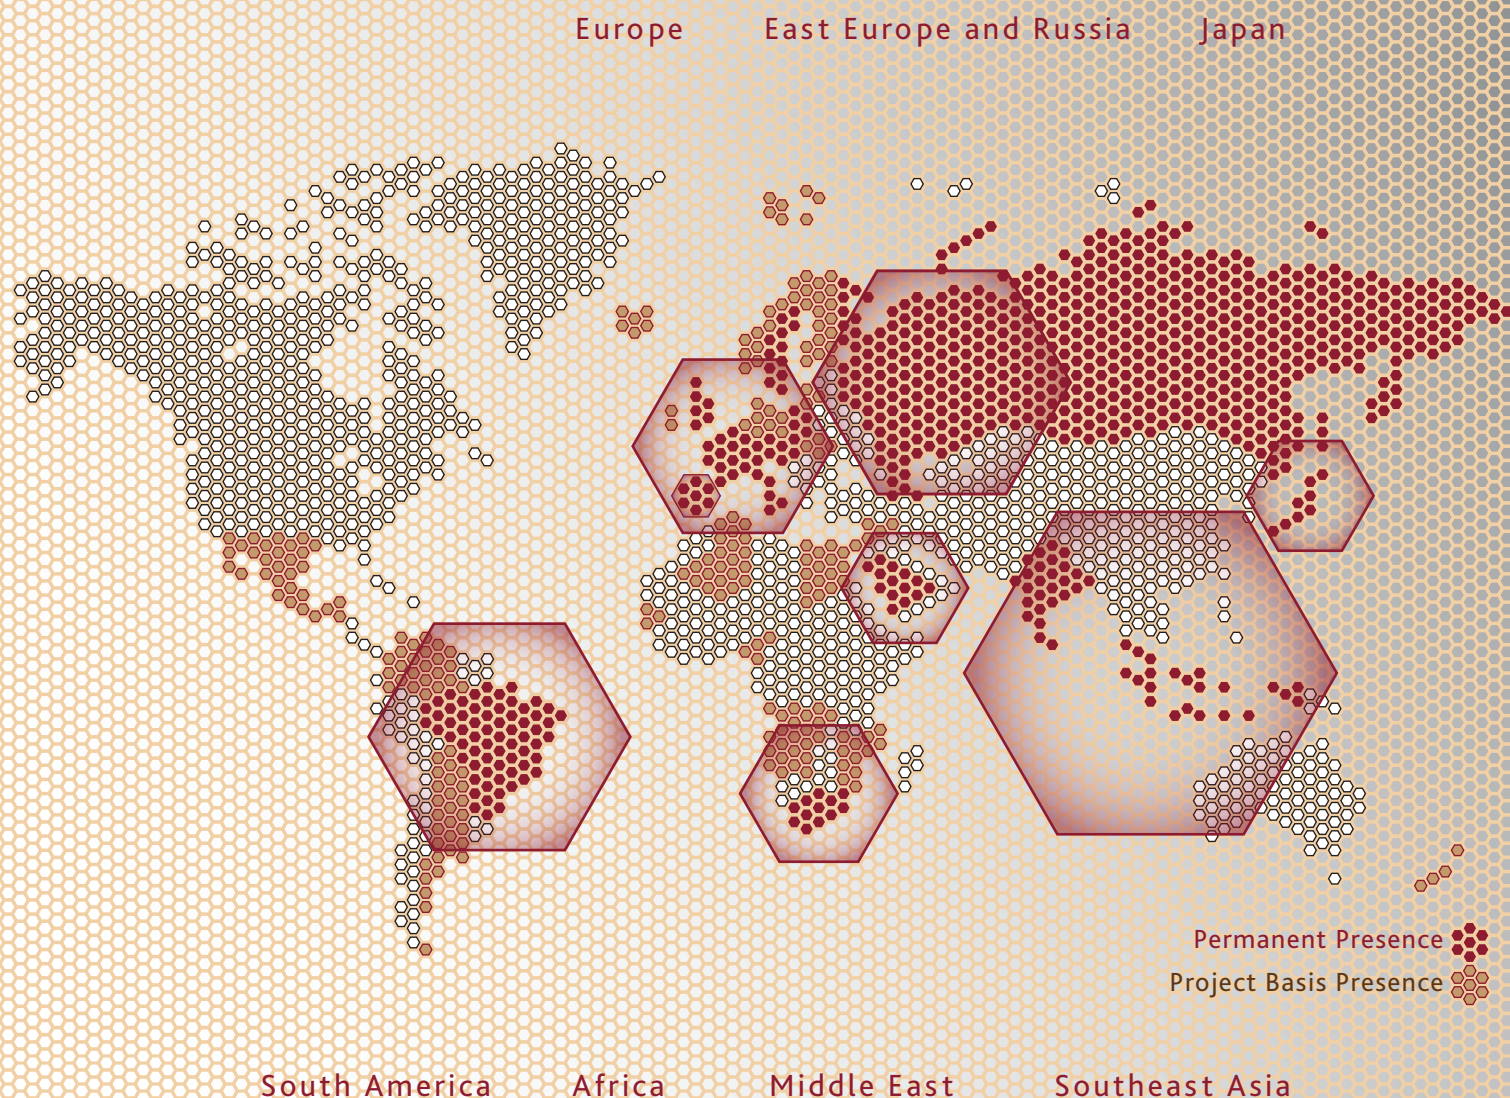 Europe
East Europe and Russia
Japan
Permanent Presence
Project Basis Presence
South America
Africa
Middle East
Southeast Asia